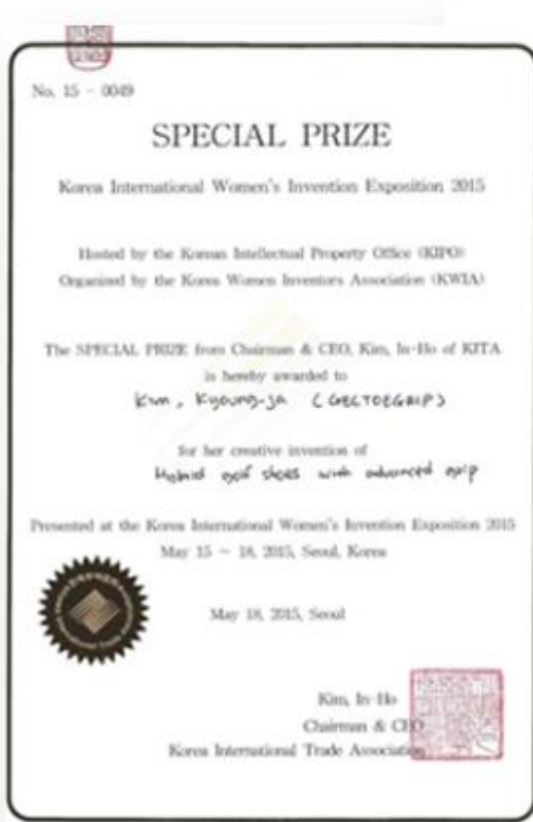 No. 15 - 0049
SPECIAL PRIZE
Korea International Women's Invention Exposition 2015
Hosted by the Korean Intellectual Property Office (KIPO)
Organized by the Korea Women Inventors Association (KWIA)
The SPECIAL PRIZE from Chairman & CEO, Kim, In-Ho of KITA
is hereby awarded to
Kim, Kyoung-ja (GECTOEGRIP)
for her creative invention of
Hybrid golf shoes with advanced grip
Presented at the Korea International Women's Invention Exposition 2015
May 15 - 18, 2015, Seoul, Korea
May 18, 2015, Seoul
Kim, In-Ho
Chairman & CEO
Korea International Trade Association